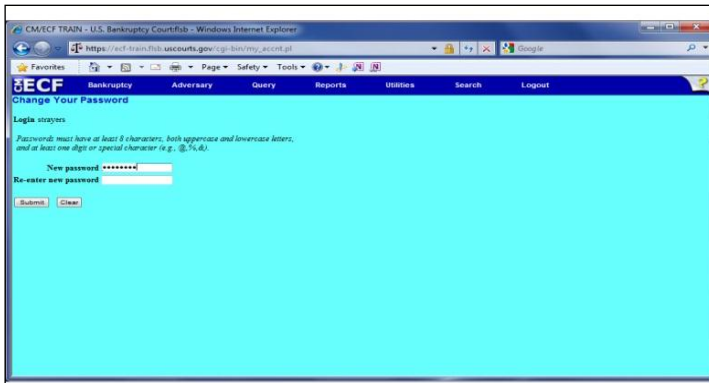 CM/ECF TRAIN - U.S. Bankruptcy Court:flsb - Windows Internet Explorer
https://ecf-train.flsb.uscourts.gov/cgi-bin/my_accnt.pl
Google
Favorites Page Safety Tools
ECF Bankruptcy Adversary Query Reports Utilities Search Logout ?
Change Your Password
Login strayers
Passwords must have at least 8 characters, both uppercase and lowercase letters,
and at least one digit or special character (e.g., @,%,&).
New password ••••••••
Re-enter new password
Submit Clear